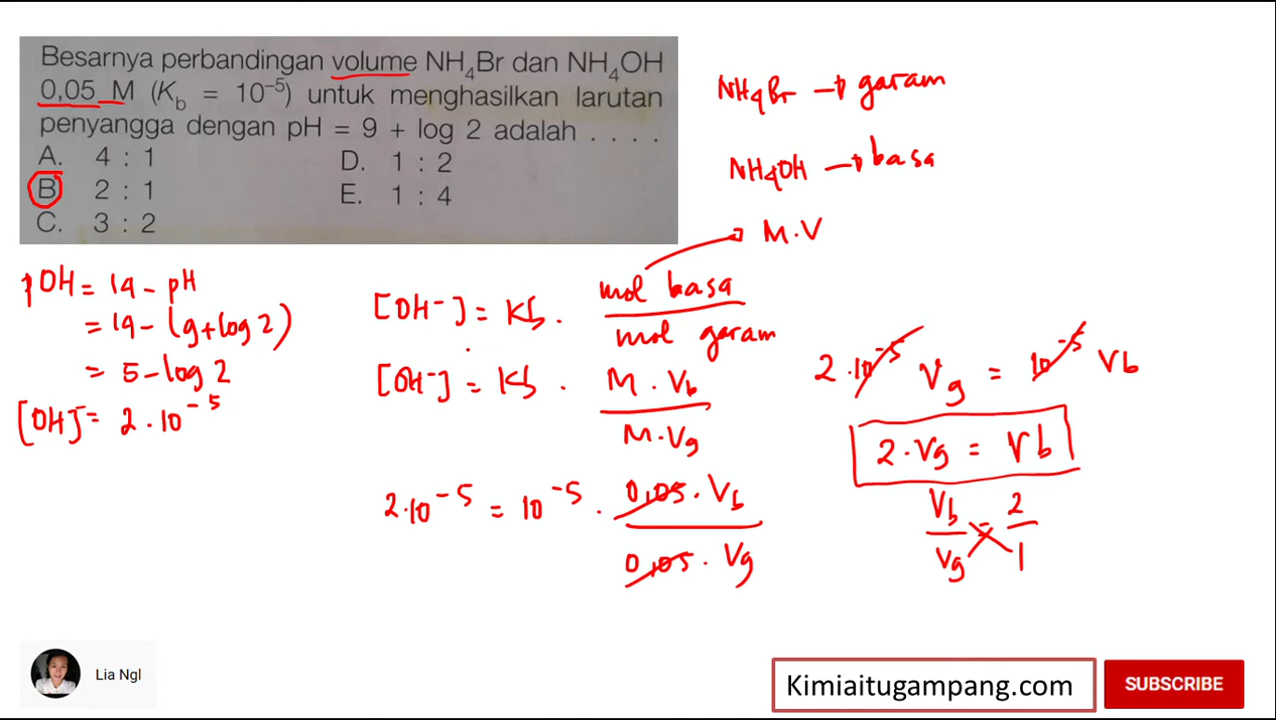 Besarnya perbandingan volume NH₄Br dan NH₄OH
0,05 M (K_b = 10⁻⁵) untuk menghasilkan larutan
penyangga dengan pH = 9 + log 2 adalah . . . .
A. 4 : 1
B. 2 : 1
C. 3 : 2
D. 1 : 2
E. 1 : 4
NH4Br → garam
NH4OH → basa
M.V
pOH = 14 - pH
= 14 - (9 + log 2)
= 5 - log 2
[OH]⁻ = 2 . 10⁻⁵
[OH⁻] = Kb . mol basa / mol garam
[OH⁻] = Kb . M . Vb / M . Vg
2.10⁻⁵ = 10⁻⁵ . 0,05 . Vb / 0,05 . Vg
2.10⁻⁵ Vg = 10⁻⁵ Vb
2 . Vg = Vb
Vb / Vg = 2 / 1
Lia Ngl
Kimiaitugampang.com
SUBSCRIBE